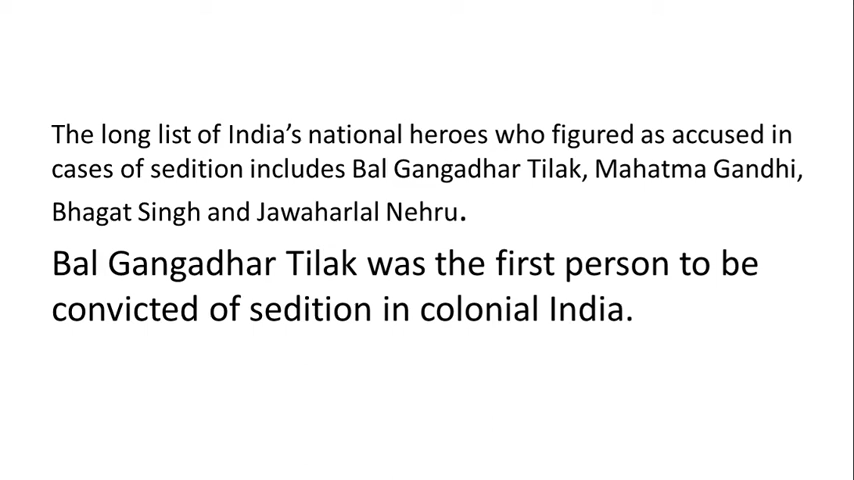 The long list of India’s national heroes who figured as accused in
cases of sedition includes Bal Gangadhar Tilak, Mahatma Gandhi,
Bhagat Singh and Jawaharlal Nehru.
Bal Gangadhar Tilak was the first person to be
convicted of sedition in colonial India.